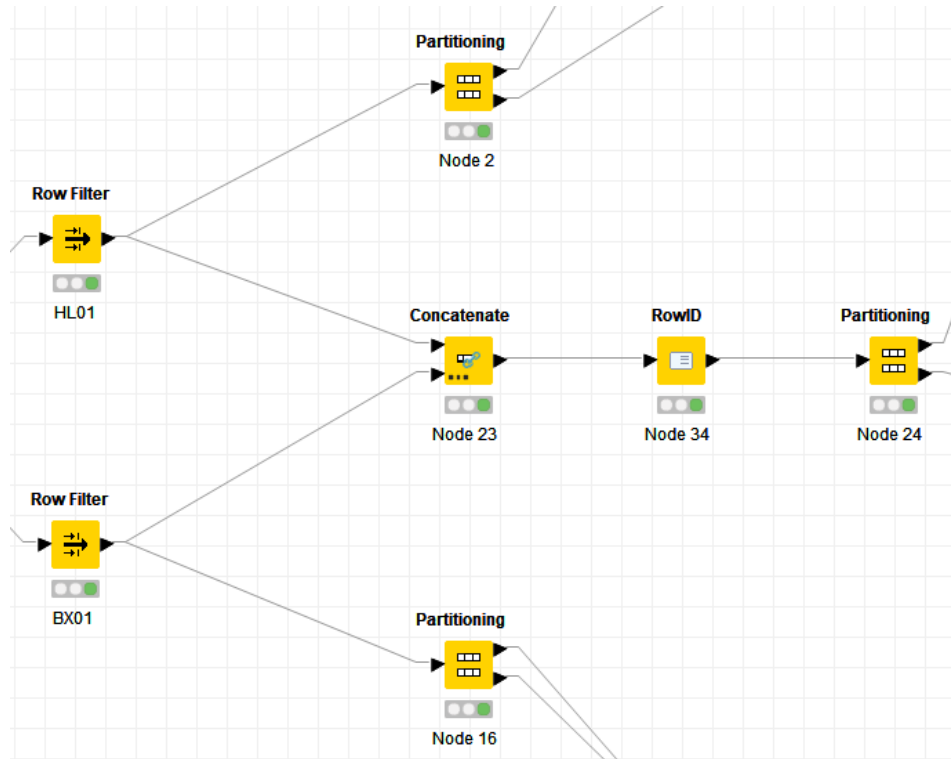 Partitioning
Node 2
Row Filter
HL01
Concatenate
Node 23
RowID
Node 34
Partitioning
Node 24
Row Filter
BX01
Partitioning
Node 16